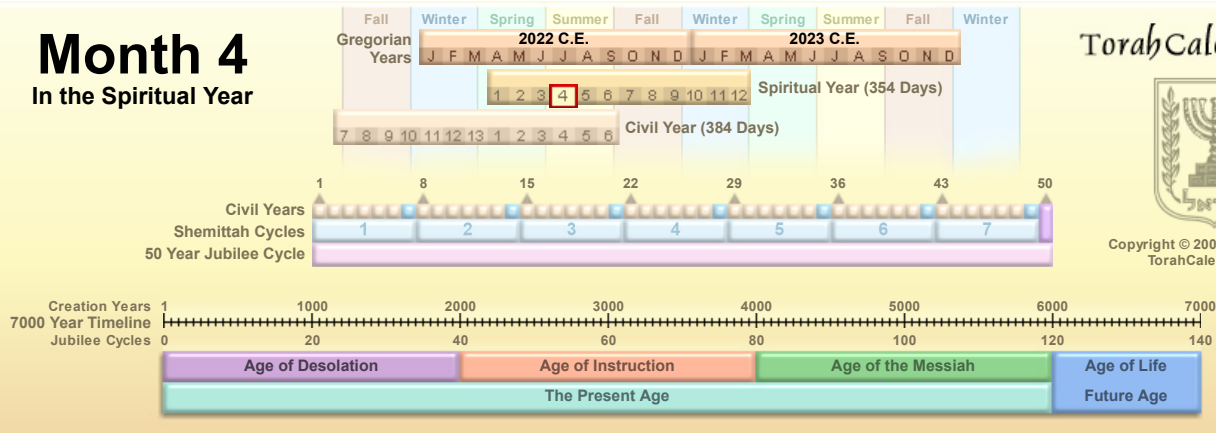 Month 4
In the Spiritual Year
Fall Winter Spring Summer Fall Winter Spring Summer Fall Winter
Gregorian Years
2022 C.E. 2023 C.E.
J F M A M J J A S O N D J F M A M J J A S O N D
1 2 3 4 5 6 7 8 9 10 11 12
Spiritual Year (354 Days)
7 8 9 10 11 12 13 1 2 3 4 5 6
Civil Year (384 Days)
1 8 15 22 29 36 43 50
Civil Years
Shemittah Cycles 1 2 3 4 5 6 7
50 Year Jubilee Cycle
Copyright © 200
TorahCale
Creation Years 1 1000 2000 3000 4000 5000 6000 7000
7000 Year Timeline
Jubilee Cycles 0 20 40 60 80 100 120 140
Age of Desolation Age of Instruction Age of the Messiah Age of Life
The Present Age Future Age